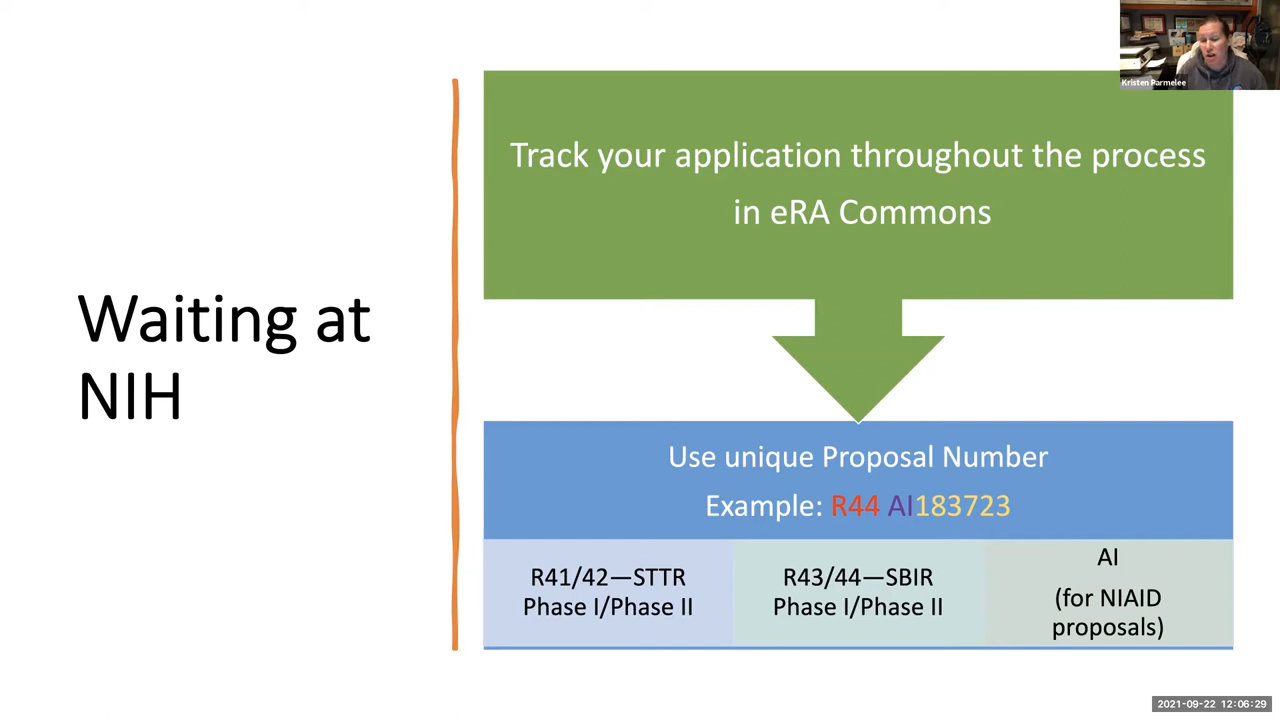 Kristen Parmelee
Waiting at
NIH
Track your application throughout the process
in eRA Commons
Use unique Proposal Number
Example: R44 AI183723
R41/42—STTR
Phase I/Phase II
R43/44—SBIR
Phase I/Phase II
AI
(for NIAID
proposals)
2021-09-22 12:06:29